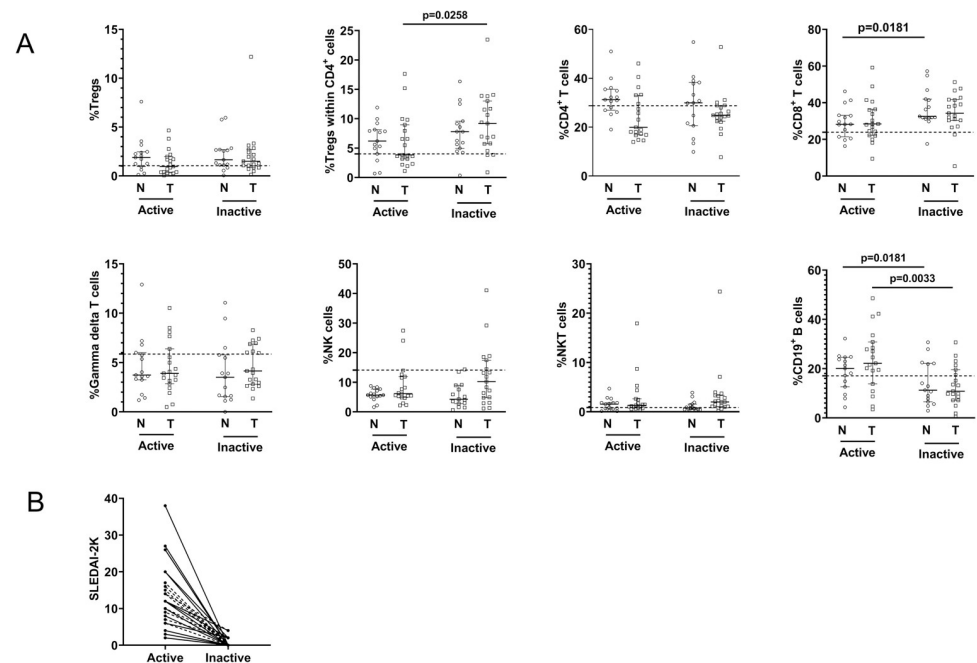 A
%Tregs
15
10
5
0
N T N T
Active Inactive
p=0.0258
%Tregs within CD4+ cells
25
20
15
10
5
0
N T N T
Active Inactive
%CD4+ T cells
60
40
20
0
N T N T
Active Inactive
p=0.0181
%CD8+ T cells
80
60
40
20
0
N T N T
Active Inactive
%Gamma delta T cells
15
10
5
0
N T N T
Active Inactive
%NK cells
50
40
30
20
10
0
N T N T
Active Inactive
%NKT cells
30
20
10
0
N T N T
Active Inactive
p=0.0181
p=0.0033
%CD19+ B cells
60
50
40
30
20
10
0
N T N T
Active Inactive
B
SLEDAI-2K
40
30
20
10
0
Active Inactive